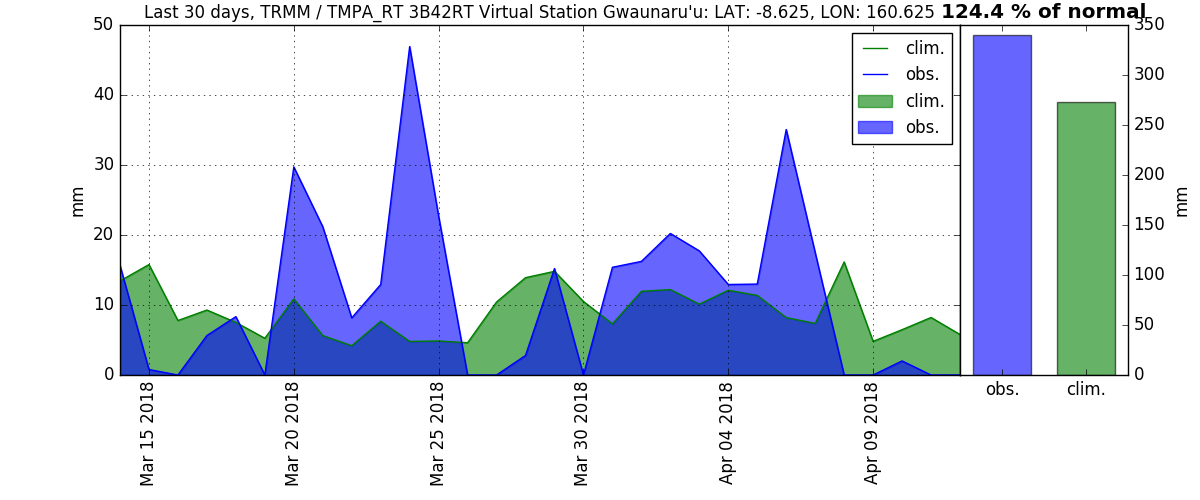 Last 30 days, TRMM / TMPA_RT 3B42RT Virtual Station Gwaunaru'u: LAT: -8.625, LON: 160.625 124.4 % of normal
50
40
30
20
10
0
mm
clim.
obs.
clim.
obs.
350
300
250
200
150
100
50
0
mm
obs.
clim.
Mar 15 2018
Mar 20 2018
Mar 25 2018
Mar 30 2018
Apr 04 2018
Apr 09 2018